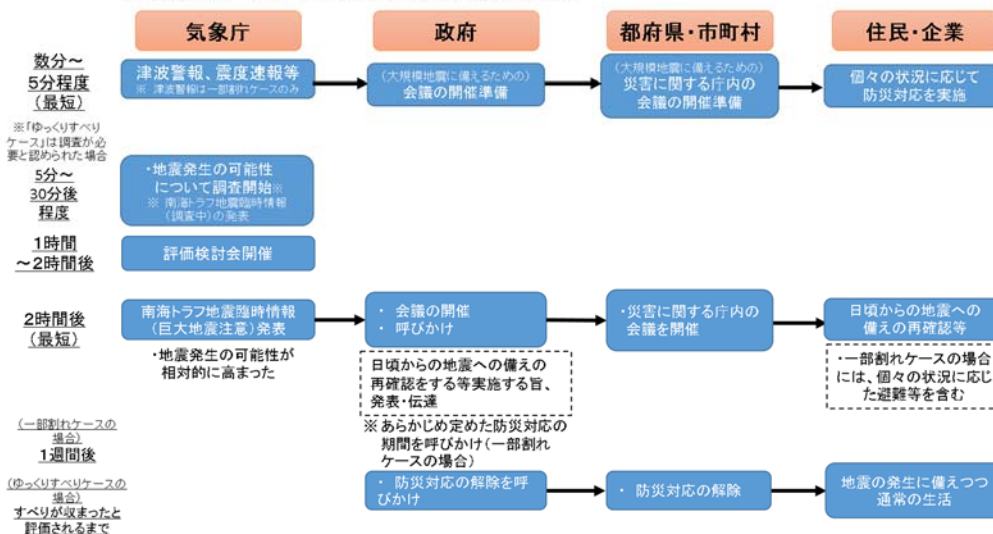 気象庁
政府
都府県・市町村
住民・企業
数分～
5分程度
(最短)
津波警報、震度速報等
※ 津波警報は一部割れケースのみ
(大規模地震に備えるための)
会議の開催準備
(大規模地震に備えるための)
災害に関する庁内の
会議の開催準備
個々の状況に応じて
防災対応を実施
※「ゆっくりすべり
ケース」は調査が必
要と認められた場合
5分～
30分後
程度
・地震発生の可能性
について調査開始※
※ 南海トラフ地震臨時情報
(調査中)の発表
1時間
～2時間後
評価検討会開催
2時間後
(最短)
南海トラフ地震臨時情報
(巨大地震注意)発表
・ 会議の開催
・ 呼びかけ
・災害に関する庁内の
会議を開催
日頃からの地震への
備えの再確認等
・地震発生の可能性が
相対的に高まった
日頃からの地震への備えの
再確認をする等実施する旨、
発表・伝達
・一部割れケースの場合
には、個々の状況に応じ
た避難等を含む
※あらかじめ定めた防災対応の
期間を呼びかけ(一部割れ
ケースの場合)
(一部割れケースの
場合)
1週間後
(ゆっくりすべりケースの
場合)
すべりが収まったと
評価されるまで
・ 防災対応の解除を呼
びかけ
・ 防災対応の解除
地震の発生に備えつつ
通常の生活